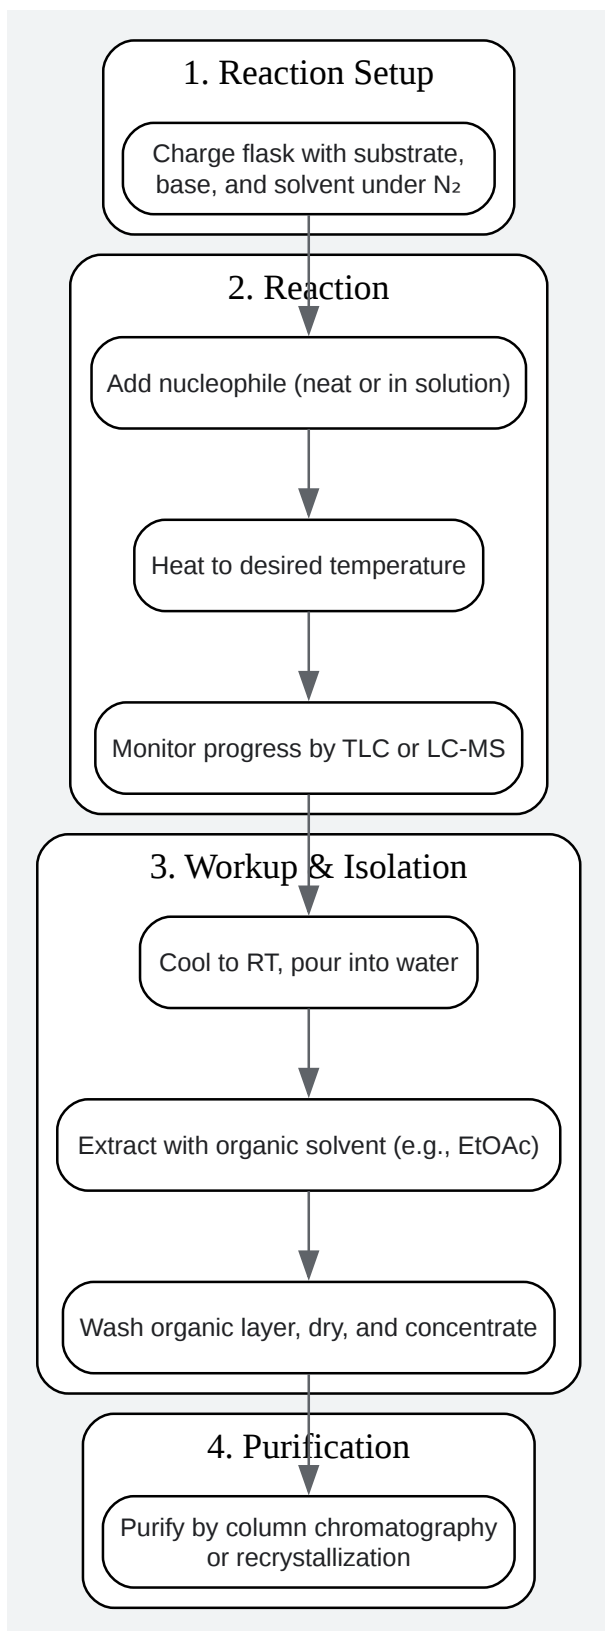 1. Reaction Setup
Charge flask with substrate,
base, and solvent under N₂
2. Reaction
Add nucleophile (neat or in solution)
Heat to desired temperature
Monitor progress by TLC or LC-MS
3. Workup & Isolation
Cool to RT, pour into water
Extract with organic solvent (e.g., EtOAc)
Wash organic layer, dry, and concentrate
4. Purification
Purify by column chromatography
or recrystallization